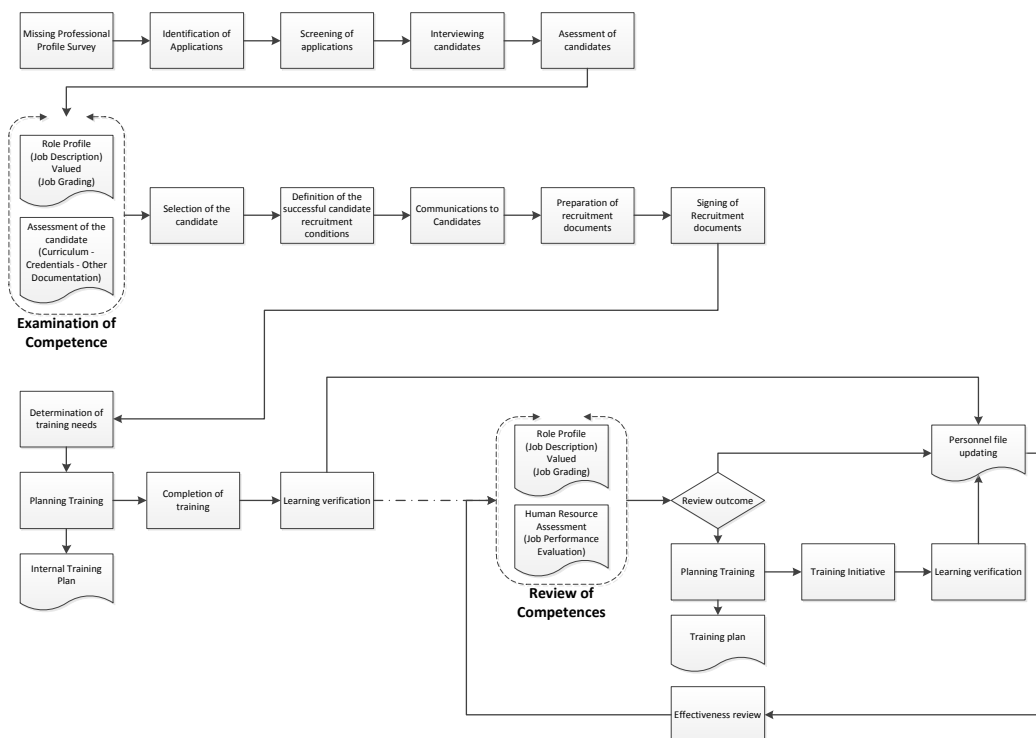 Missing Professional
Profile Survey
Identification of
Applications
Screening of
applications
Interviewing
candidates
Asessment of
candidates
Role Profile
(Job Description)
Valued
(Job Grading)
Assessment of the
candidate
(Curriculum -
Credentials - Other
Documentation)
Examination of
Competence
Selection of the
candidate
Definition of the
successful candidate
recruitment
conditions
Communications to
Candidates
Preparation of
recruitment
documents
Signing of
Recruitment
documents
Determination of
training needs
Planning Training
Completion of
training
Learning verification
Internal Training
Plan
Role Profile
(Job Description)
Valued
(Job Grading)
Human Resource
Assessment
(Job Performance
Evaluation)
Review of
Competences
Review outcome
Personnel file
updating
Planning Training
Training Initiative
Learning verification
Training plan
Effectiveness review